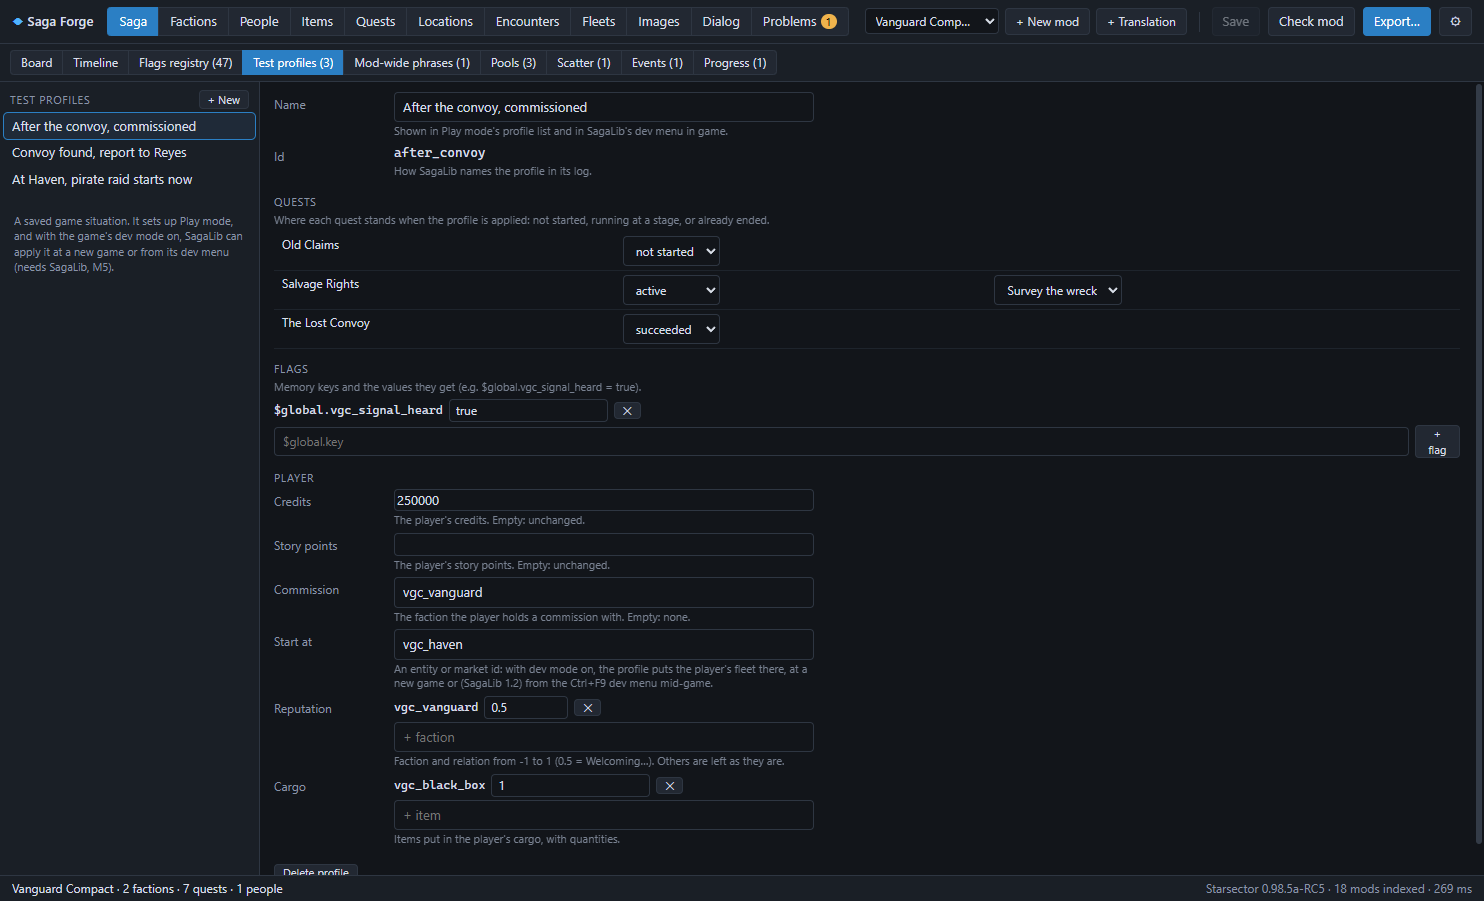 Saga Forge Saga Factions People Items Quests Locations Encounters Fleets Images Dialog Problems 1 Vanguard Comp... + New mod + Translation Save Check mod Export...
Board Timeline Flags registry (47) Test profiles (3) Mod-wide phrases (1) Pools (3) Scatter (1) Events (1) Progress (1)
TEST PROFILES + New
After the convoy, commissioned
Convoy found, report to Reyes
At Haven, pirate raid starts now
A saved game situation. It sets up Play mode,
and with the game's dev mode on, SagaLib can
apply it at a new game or from its dev menu
(needs SagaLib, M5).
Name After the convoy, commissioned
Shown in Play mode's profile list and in SagaLib's dev menu in game.
Id after_convoy
How SagaLib names the profile in its log.
QUESTS
Where each quest stands when the profile is applied: not started, running at a stage, or already ended.
Old Claims not started
Salvage Rights active Survey the wreck
The Lost Convoy succeeded
FLAGS
Memory keys and the values they get (e.g. $global.vgc_signal_heard = true).
$global.vgc_signal_heard true ×
$global.key + flag
PLAYER
Credits 250000
The player's credits. Empty: unchanged.
Story points
The player's story points. Empty: unchanged.
Commission vgc_vanguard
The faction the player holds a commission with. Empty: none.
Start at vgc_haven
An entity or market id: with dev mode on, the profile puts the player's fleet there, at a
new game or (SagaLib 1.2) from the Ctrl+F9 dev menu mid-game.
Reputation vgc_vanguard 0.5 ×
+ faction
Faction and relation from -1 to 1 (0.5 = Welcoming...). Others are left as they are.
Cargo vgc_black_box 1 ×
+ item
Items put in the player's cargo, with quantities.
Delete profile
Vanguard Compact · 2 factions · 7 quests · 1 people Starsector 0.98.5a-RC5 · 18 mods indexed · 269 ms